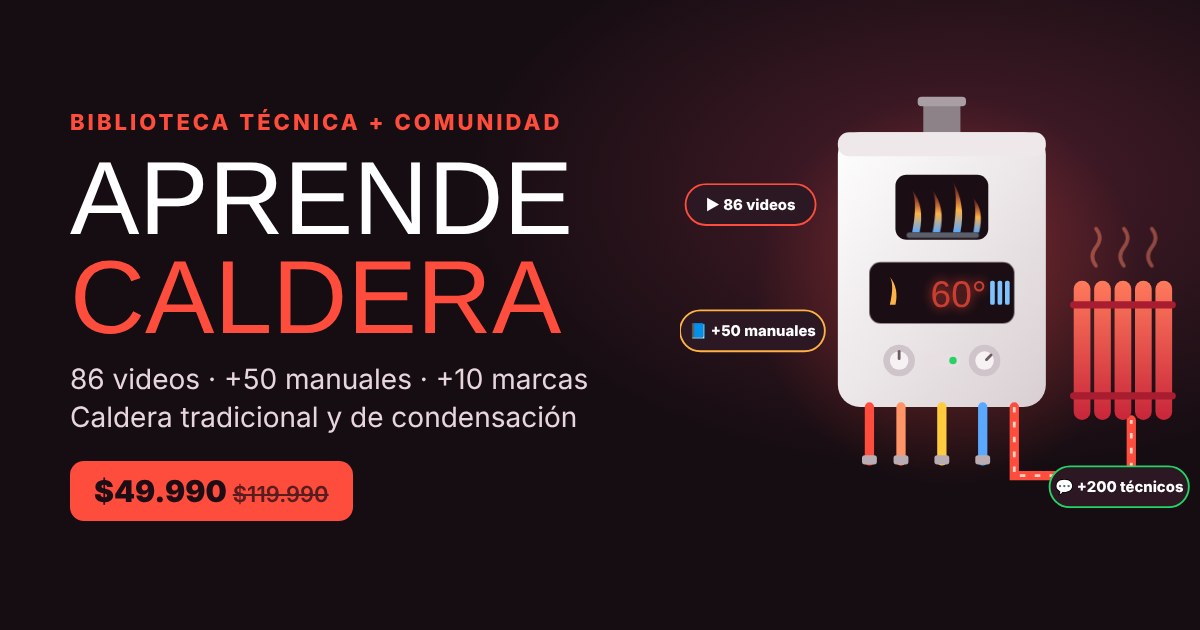 BIBLIOTECA TÉCNICA + COMUNIDAD
APRENDE
CALDERA
86 videos · +50 manuales · +10 marcas
Caldera tradicional y de condensación
$49.990 $119.990
▶ 86 videos
📘 +50 manuales
60°
💬 +200 técnicos